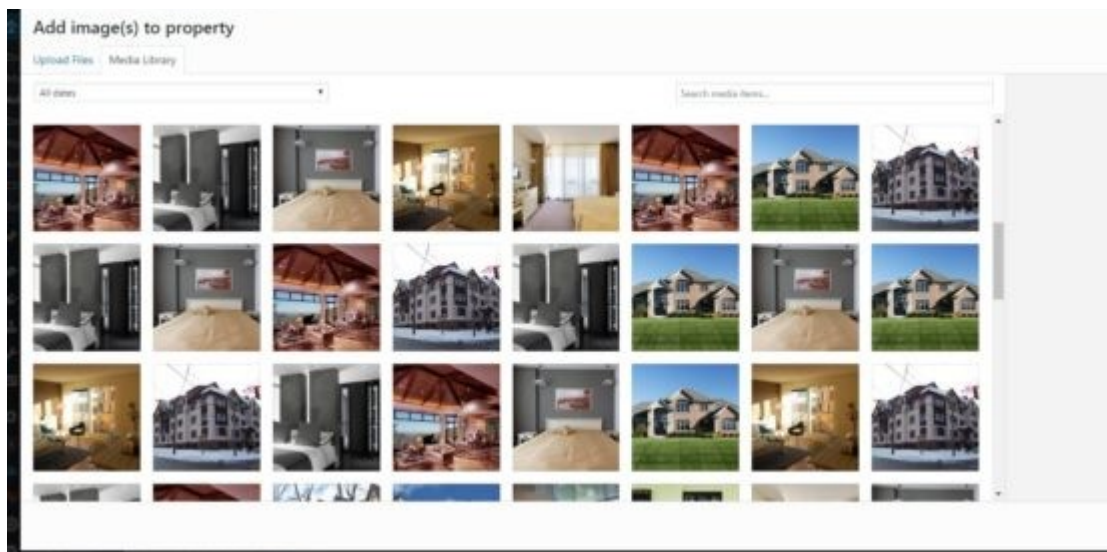 Add image(s) to property
Upload Files Media Library
All dates
Search media items...